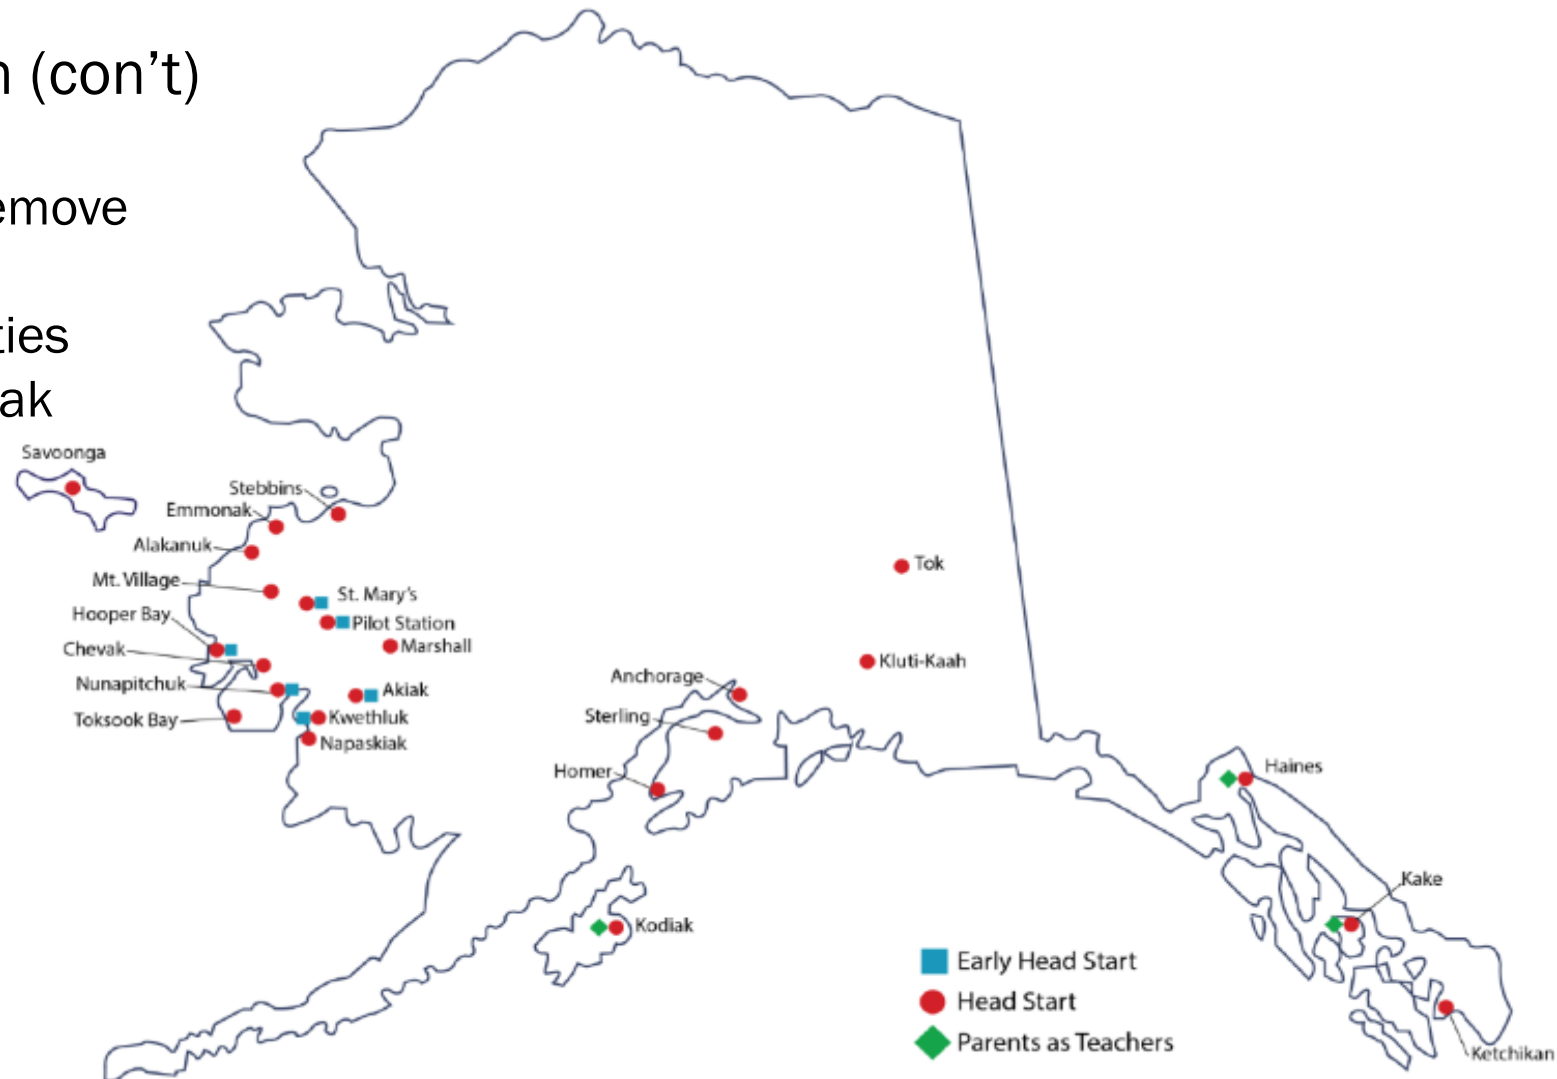 n (con't)
emove
ties
ak
Savoonga
Stebbins
Emmonak
Alakanuk
Mt. Village
St. Mary's
Hooper Bay
Pilot Station
Chevak
Marshall
Nunapitchuk
Akiak
Toksook Bay
Kwethluk
Napaskiak
Tok
Kluti-Kaah
Anchorage
Sterling
Homer
Haines
Kake
Kodiak
Early Head Start
Head Start
Parents as Teachers
Ketchikan